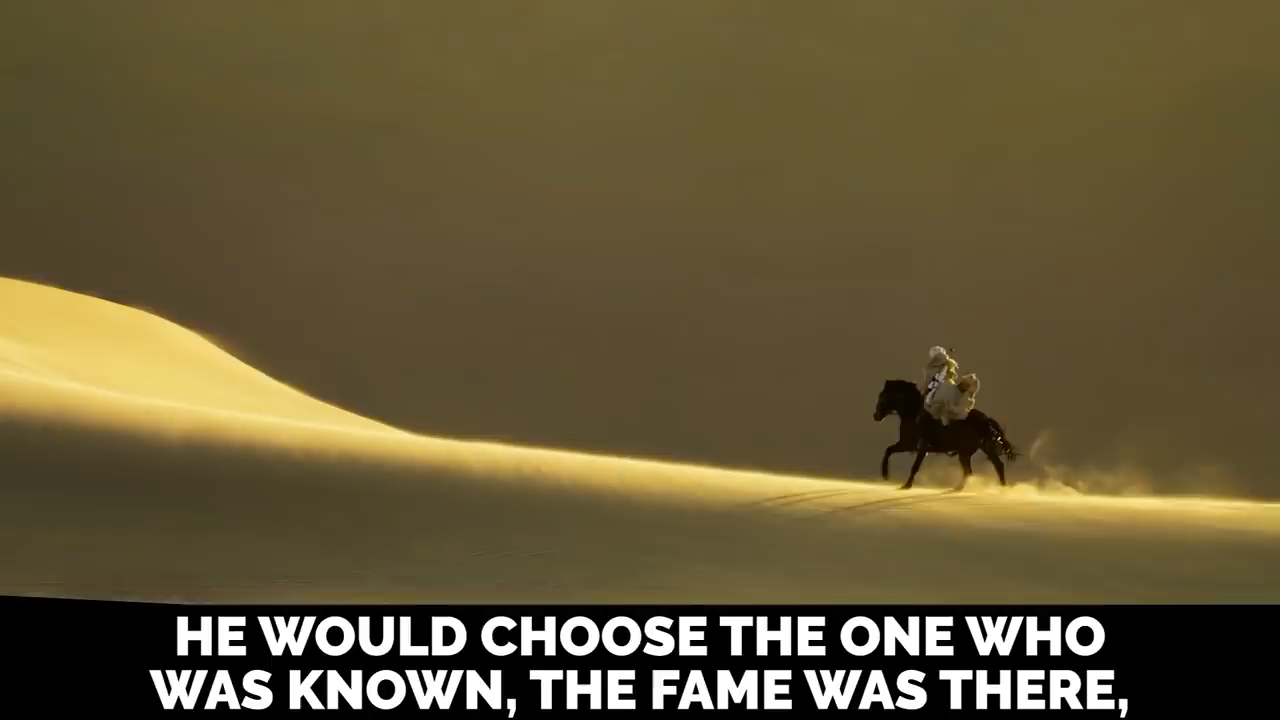 HE WOULD CHOOSE THE ONE WHO
WAS KNOWN, THE FAME WAS THERE,